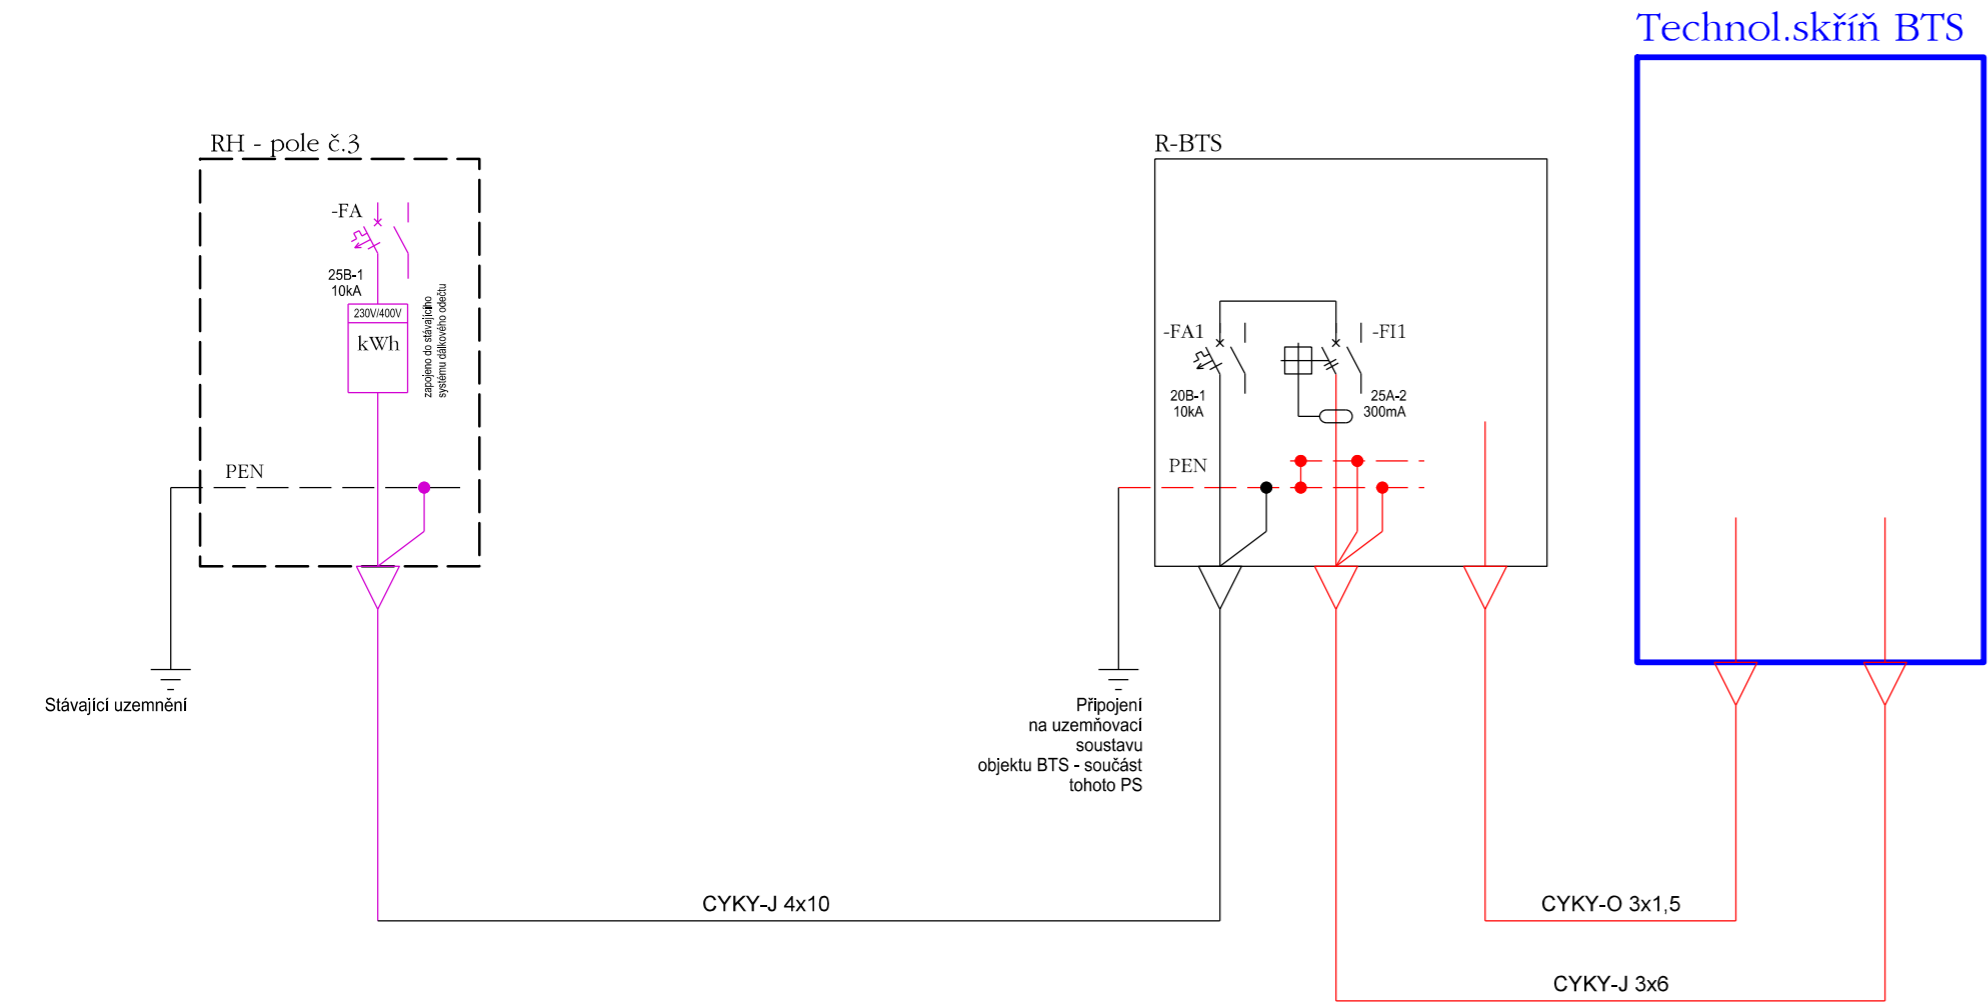 Technol.skříň BTS
RH - pole č.3
-FA
25B-1
10kA
230V/400V
kWh
zapojeno do stávajícího
systému dálkového odečtu
PEN
Stávající uzemnění
R-BTS
-FA1
-FI1
20B-1
10kA
25A-2
300mA
PEN
Připojení
na uzemňovací
soustavu
objektu BTS - součást
tohoto PS
CYKY-J 4x10
CYKY-O 3x1,5
CYKY-J 3x6